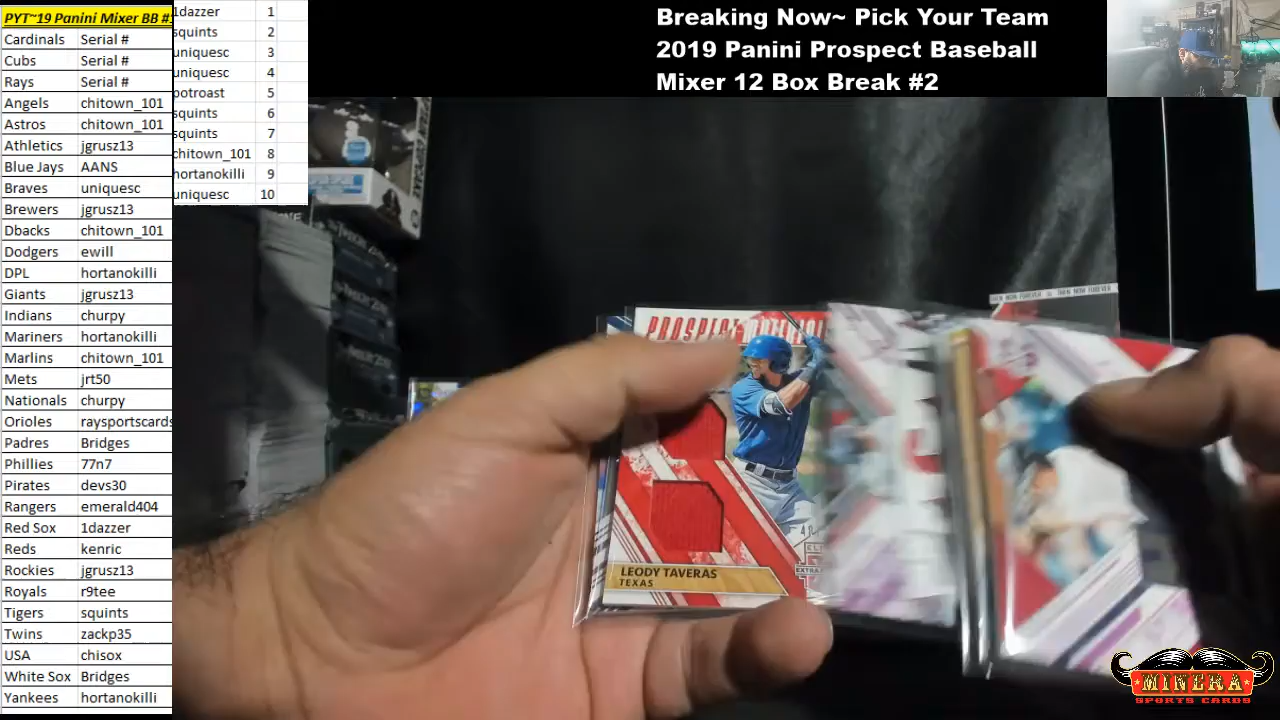 PYT~19 Panini Mixer BB #
Cardinals Serial #
Cubs Serial #
Rays Serial #
Angels chitown_101
Astros chitown_101
Athletics jgrusz13
Blue Jays AANS
Braves uniquesc
Brewers jgrusz13
Dbacks chitown_101
Dodgers ewill
DPL hortanokilli
Giants jgrusz13
Indians churpy
Mariners hortanokilli
Marlins chitown_101
Mets jrt50
Nationals churpy
Orioles raysportscards
Padres Bridges
Phillies 77n7
Pirates devs30
Rangers emerald404
Red Sox 1dazzer
Reds kenric
Rockies jgrusz13
Royals r9tee
Tigers squints
Twins zackp35
USA chisox
White Sox Bridges
Yankees hortanokilli
1dazzer 1
squints 2
uniquesc 3
uniquesc 4
potroast 5
squints 6
squints 7
chitown_101 8
hortanokilli 9
uniquesc 10
Breaking Now~ Pick Your Team
2019 Panini Prospect Baseball
Mixer 12 Box Break #2
PROSPECT
LEODY TAVERAS
TEXAS
MINERA
SPORTS CARDS